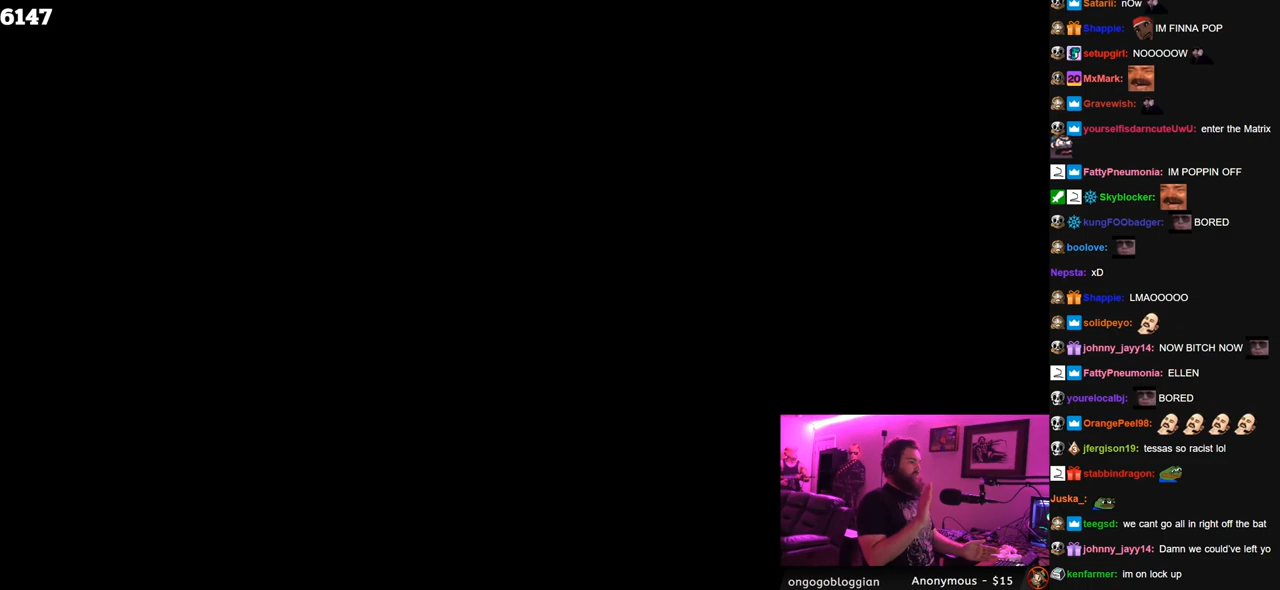 6147
Satarii: nOw
Shappie: IM FINNA POP
setupgirl: NOOOOOW
20 MxMark:
Gravewish:
yourselfisdarncuteUwU: enter the Matrix
FattyPneumonia: IM POPPIN OFF
Skyblocker:
kungFOObadger: BORED
boolove:
Nepsta: xD
Shappie: LMAOOOOO
solidpeyo:
johnny_jayy14: NOW BITCH NOW
FattyPneumonia: ELLEN
yourelocalbj: BORED
OrangePeel98:
3 jfergison19: tessas so racist lol
stabbindragon:
Juska_:
teegsd: we cant go all in right off the bat
johnny_jayy14: Damn we could've left yo
kenfarmer: im on lock up
ongogobloggian Anonymous - $15